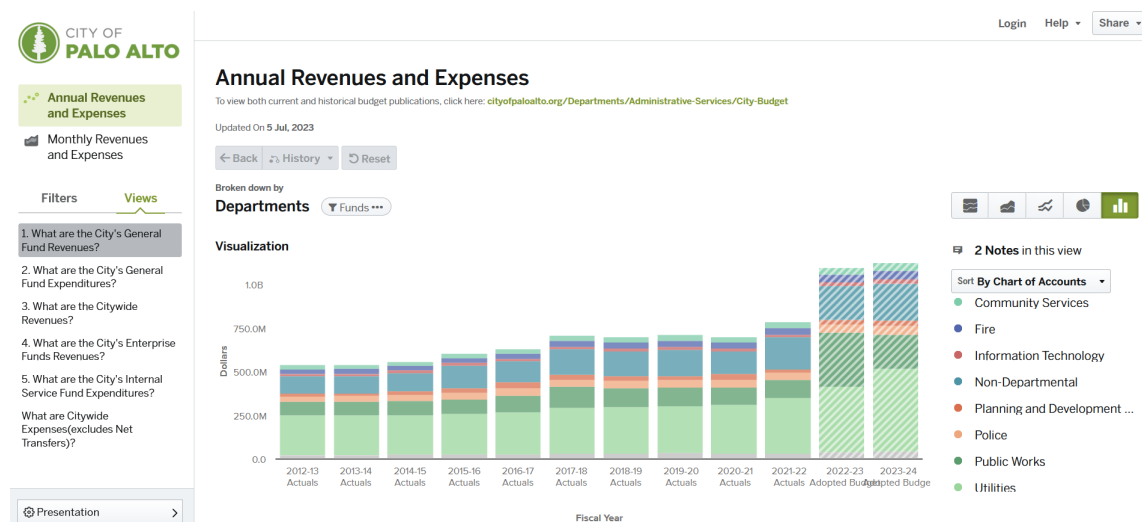 CITY OF
PALO ALTO
Login
Help
Share
Annual Revenues
and Expenses
Monthly Revenues
and Expenses
Filters
Views
1. What are the City's General
Fund Revenues?
2. What are the City's General
Fund Expenditures?
3. What are the Citywide
Revenues?
4. What are the City's Enterprise
Funds Revenues?
5. What are the City's Internal
Service Fund Expenditures?
What are Citywide
Expenses(excludes Net
Transfers)?
Presentation
Annual Revenues and Expenses
To view both current and historical budget publications, click here: cityofpaloalto.org/Departments/Administrative-Services/City-Budget
Updated On 5 Jul, 2023
Back
History
Reset
Broken down by
Departments
Funds •••
Visualization
1.0B
750.0M
500.0M
250.0M
0.0
Dollars
2012-13
Actuals
2013-14
Actuals
2014-15
Actuals
2015-16
Actuals
2016-17
Actuals
2017-18
Actuals
2018-19
Actuals
2019-20
Actuals
2020-21
Actuals
2021-22
Actuals
2022-23
Adopted Budget
2023-24
Adopted Budge
Fiscal Year
2 Notes in this view
Sort By Chart of Accounts
Community Services
Fire
Information Technology
Non-Departmental
Planning and Development ...
Police
Public Works
Utilities